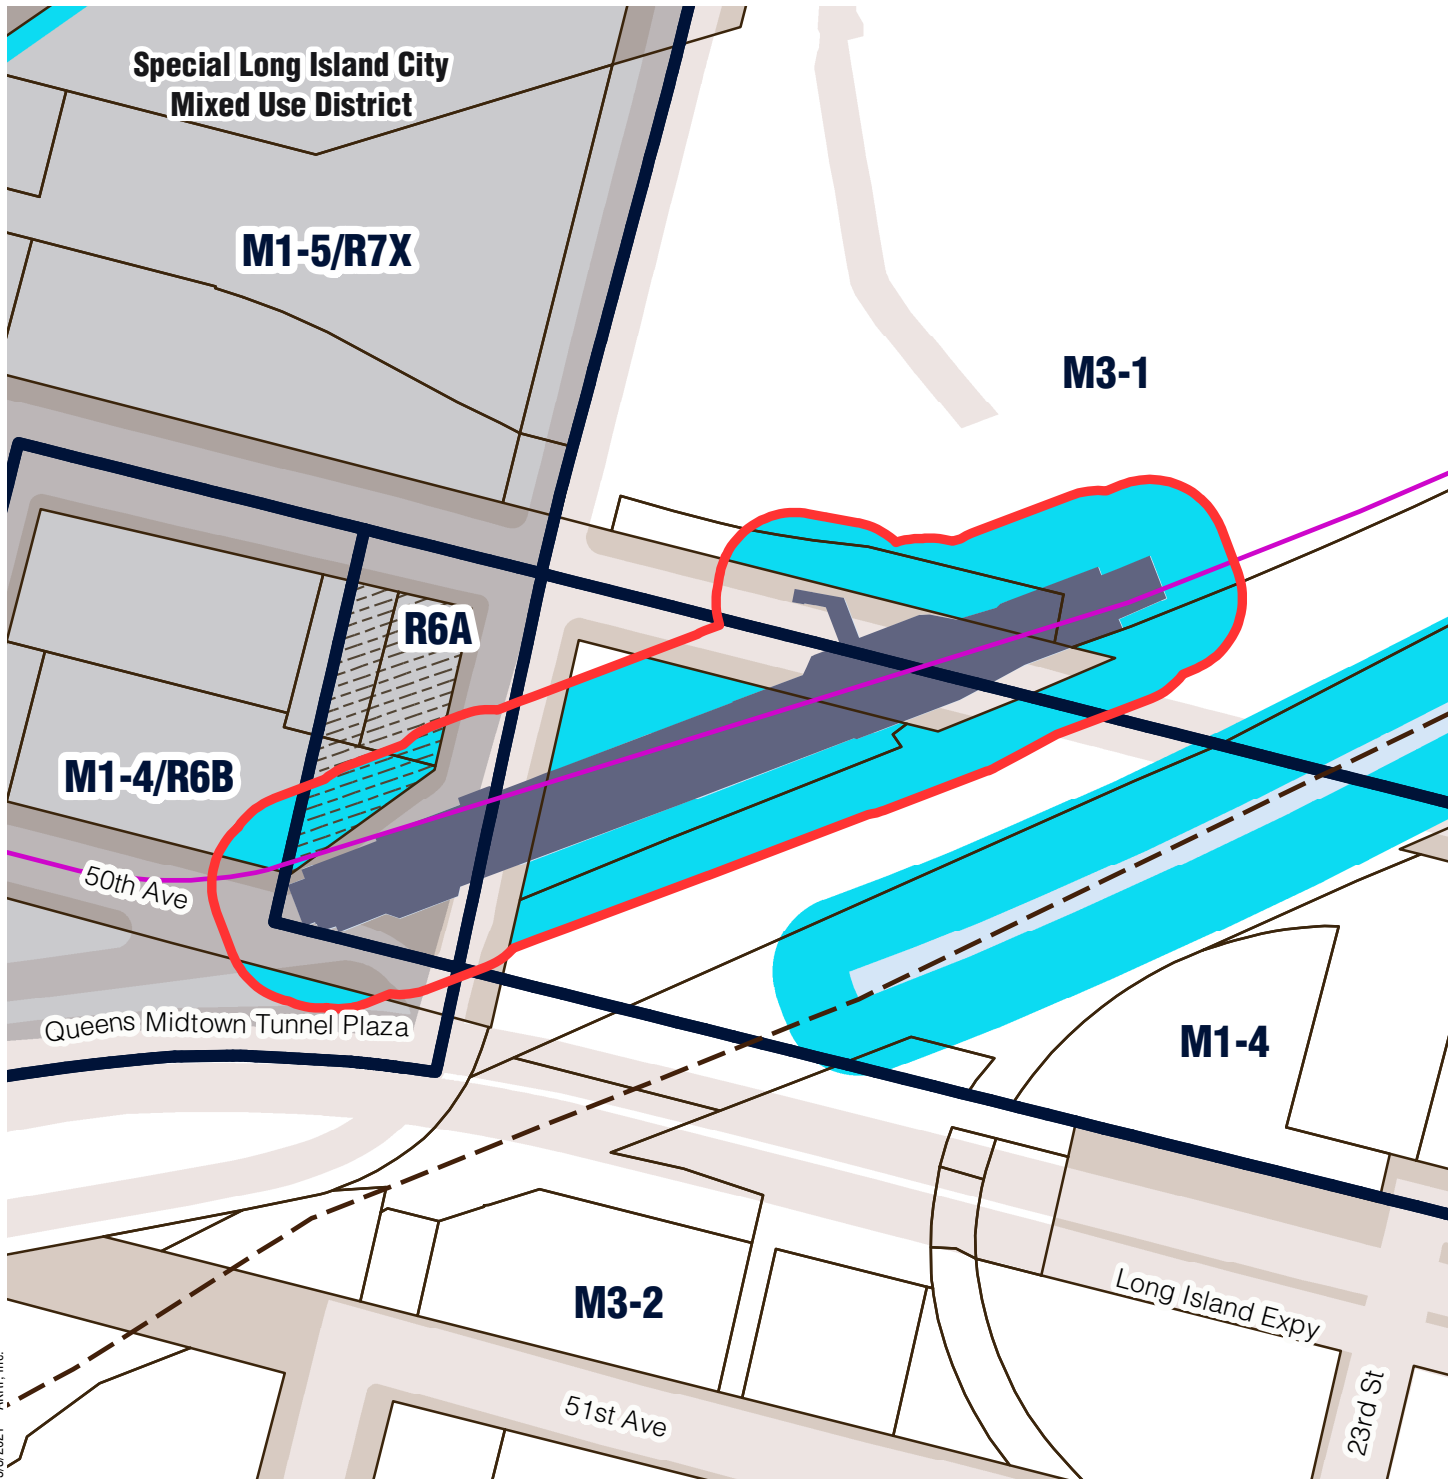 Special Long Island City
Mixed Use District
M1-5/R7X
M3-1
R6A
M1-4/R6B
50th Ave
Queens Midtown Tunnel Plaza
M1-4
M3-2
Long Island Expy
51st Ave
23rd St